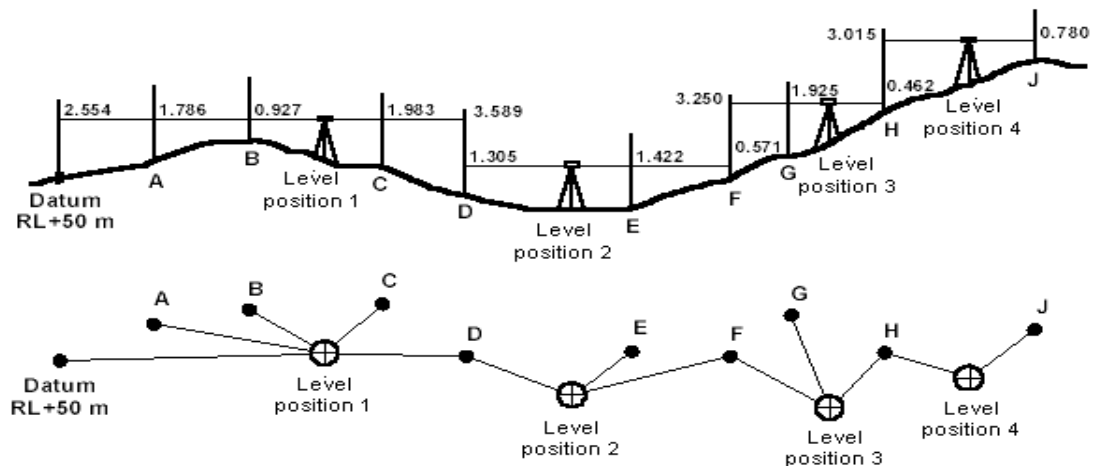 3.015
0.780
2.554
1.786
0.927
1.983
3.589
3.250
1.925
0.462
J
A
B
Level
position 1
C
1.305
1.422
0.571
G
H
Level
position 4
Datum
RL+50 m
D
Level
position 2
E
F
Level
position 3
A
B
C
D
E
F
G
H
J
Datum
RL+50 m
Level
position 1
Level
position 2
Level
position 3
Level
position 4